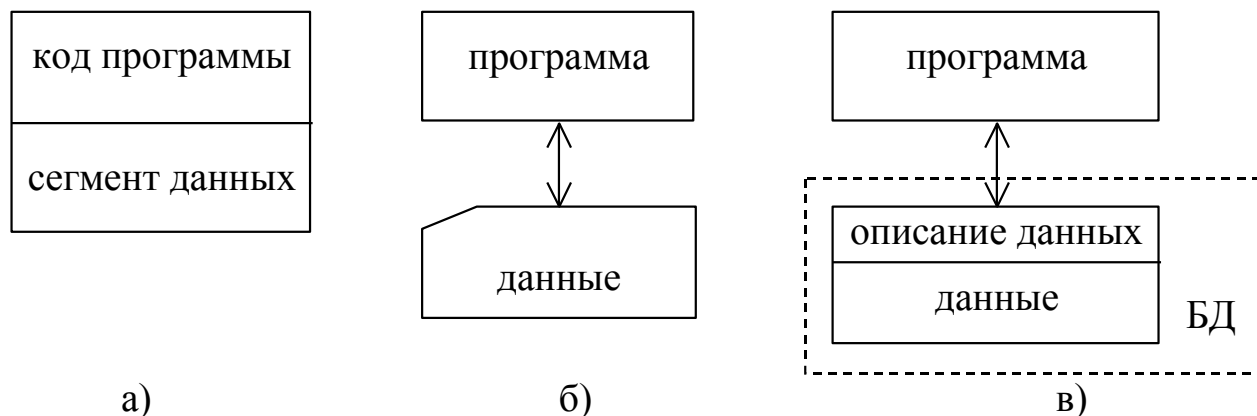 код программы
сегмент данных
а)
программа
данные
б)
программа
описание данных
данные
БД
в)